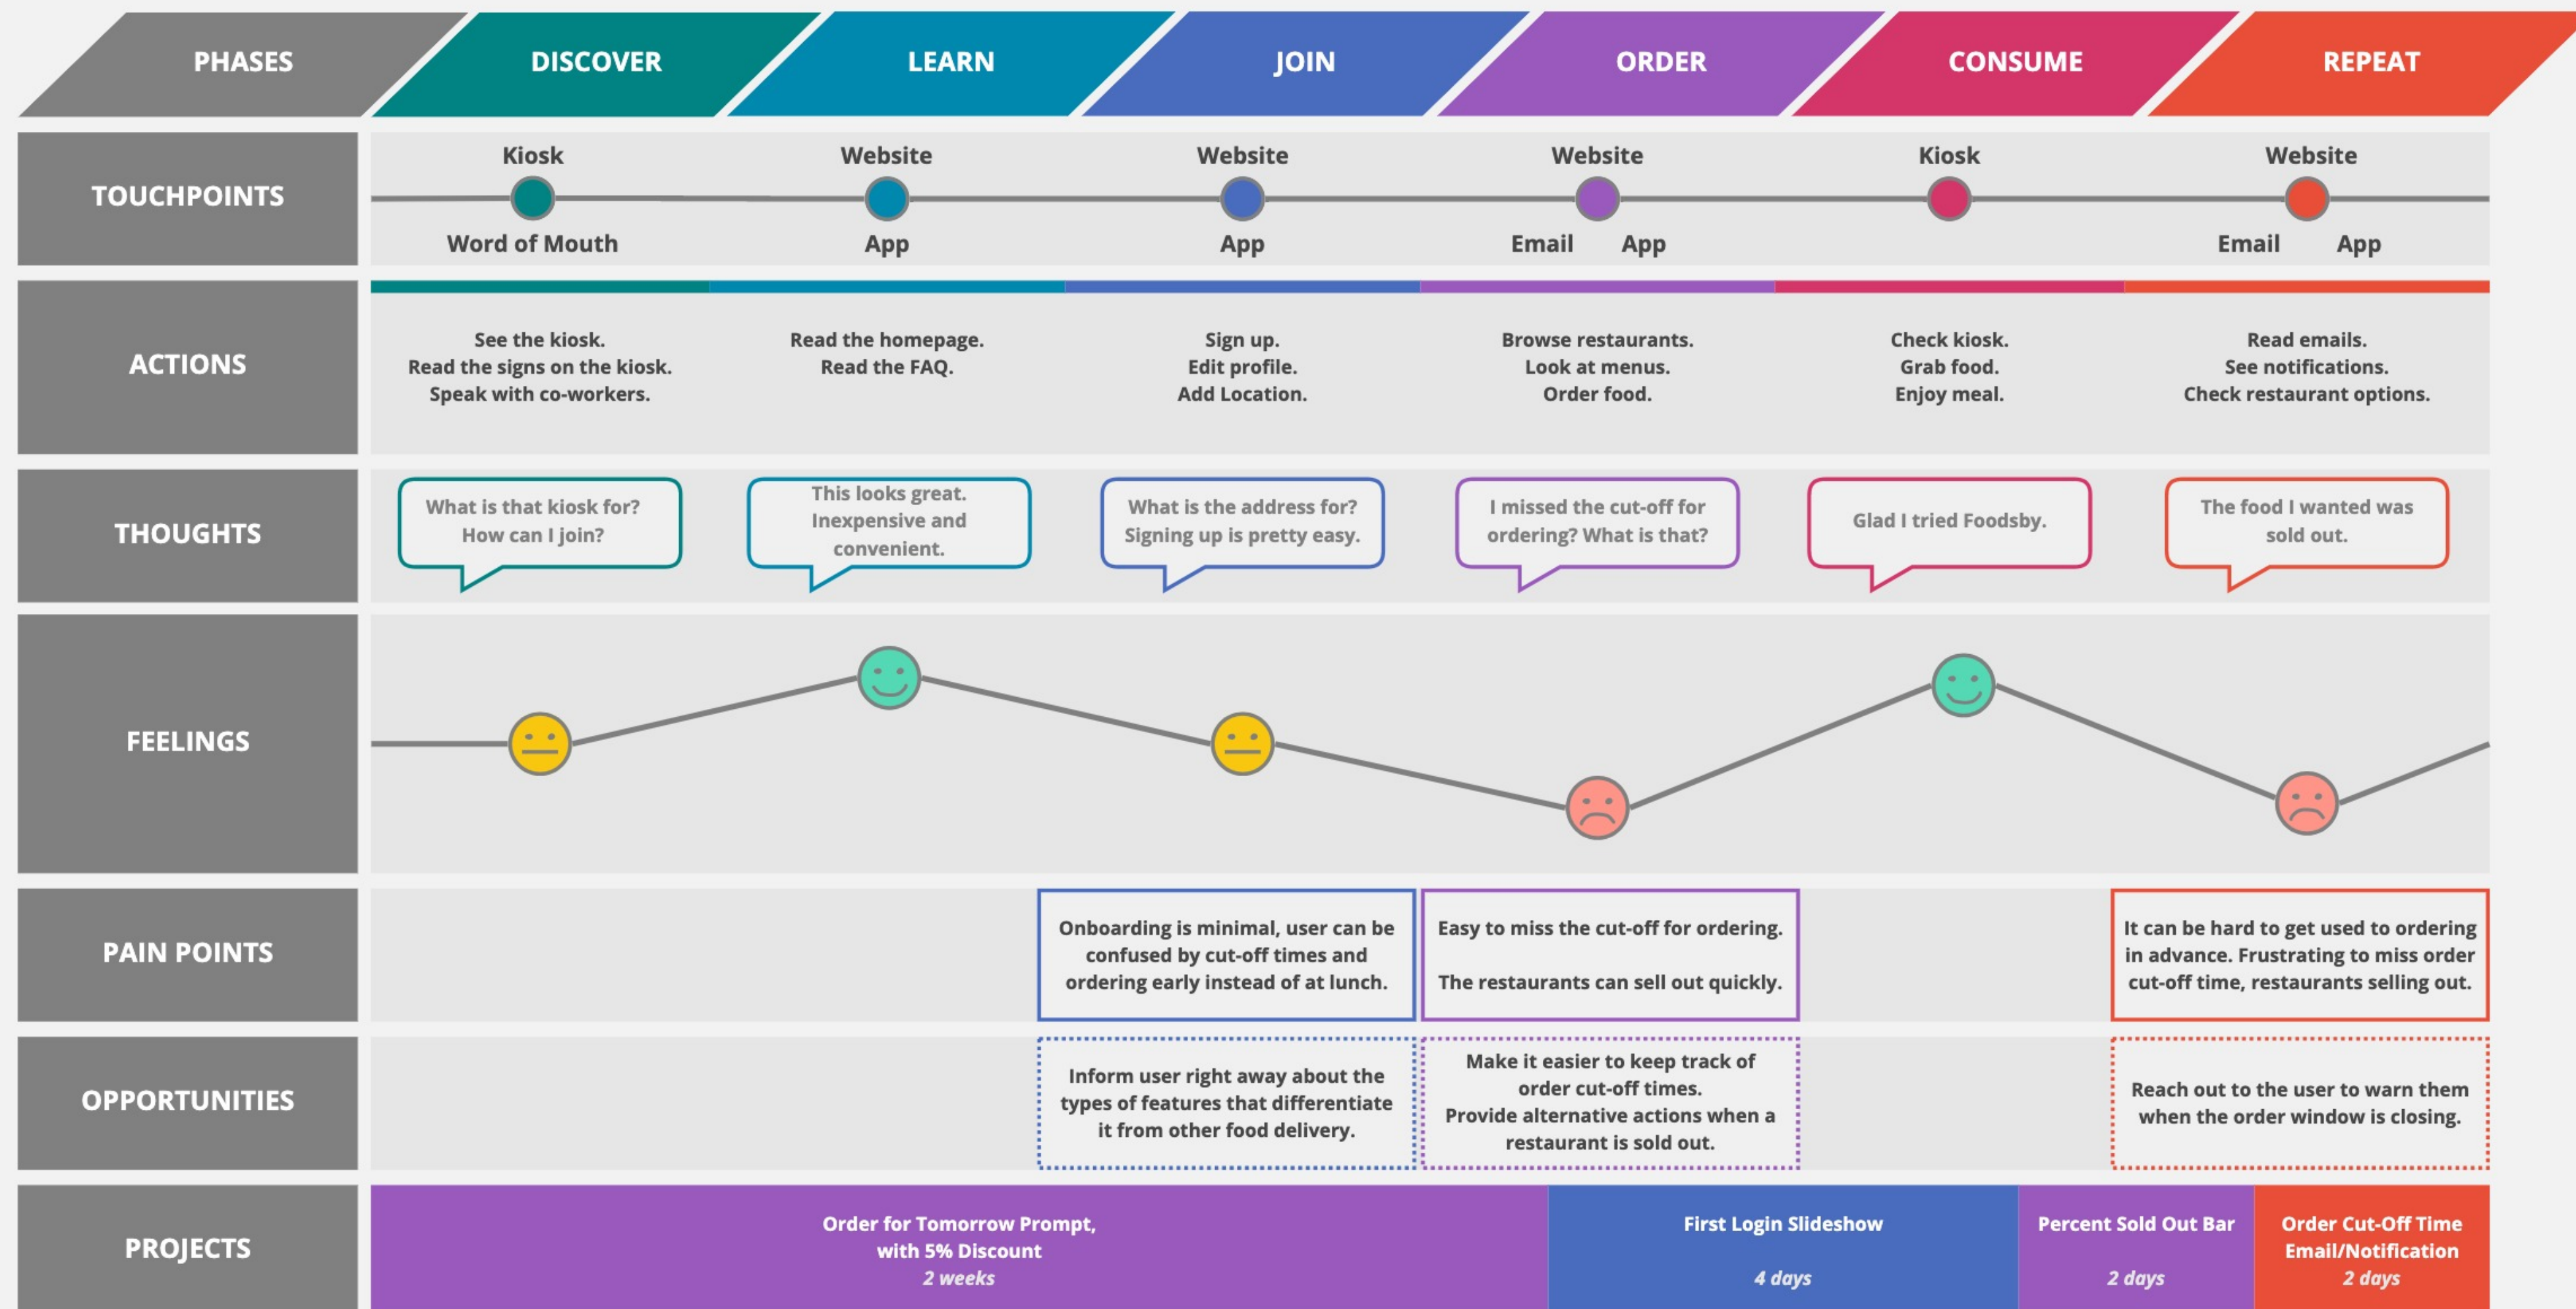 PHASES
DISCOVER
LEARN
JOIN
ORDER
CONSUME
REPEAT
TOUCHPOINTS
Kiosk
Word of Mouth
Website
App
Website
App
Website
Email App
Kiosk
Website
Email App
ACTIONS
See the kiosk.
Read the signs on the kiosk.
Speak with co-workers.
Read the homepage.
Read the FAQ.
Sign up.
Edit profile.
Add Location.
Browse restaurants.
Look at menus.
Order food.
Check kiosk.
Grab food.
Enjoy meal.
Read emails.
See notifications.
Check restaurant options.
THOUGHTS
What is that kiosk for?
How can I join?
This looks great.
Inexpensive and
convenient.
What is the address for?
Signing up is pretty easy.
I missed the cut-off for
ordering? What is that?
Glad I tried Foodsby.
The food I wanted was
sold out.
FEELINGS
PAIN POINTS
Onboarding is minimal, user can be
confused by cut-off times and
ordering early instead of at lunch.
Easy to miss the cut-off for ordering.
The restaurants can sell out quickly.
It can be hard to get used to ordering
in advance. Frustrating to miss order
cut-off time, restaurants selling out.
OPPORTUNITIES
Inform user right away about the
types of features that differentiate
it from other food delivery.
Make it easier to keep track of
order cut-off times.
Provide alternative actions when a
restaurant is sold out.
Reach out to the user to warn them
when the order window is closing.
PROJECTS
Order for Tomorrow Prompt,
with 5% Discount
2 weeks
First Login Slideshow
4 days
Percent Sold Out Bar
2 days
Order Cut-Off Time
Email/Notification
2 days